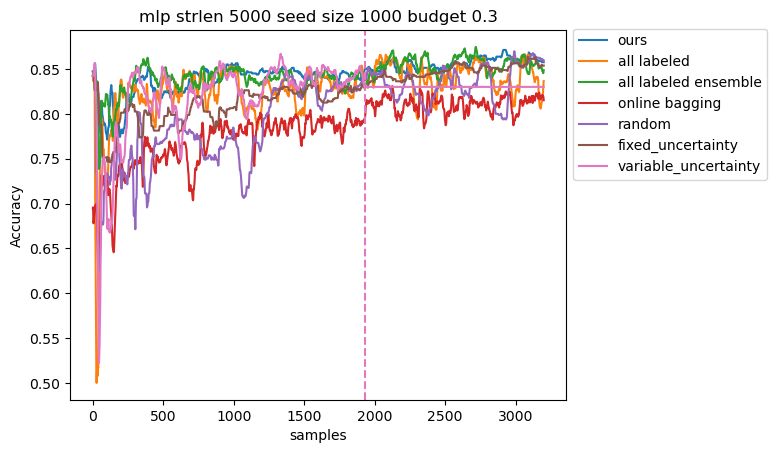 mlp strlen 5000 seed size 1000 budget 0.3
ours
all labeled
all labeled ensemble
online bagging
random
fixed_uncertainty
variable_uncertainty
Accuracy
0.85
0.80
0.75
0.70
0.65
0.60
0.55
0.50
0
500
1000
1500
2000
2500
3000
samples